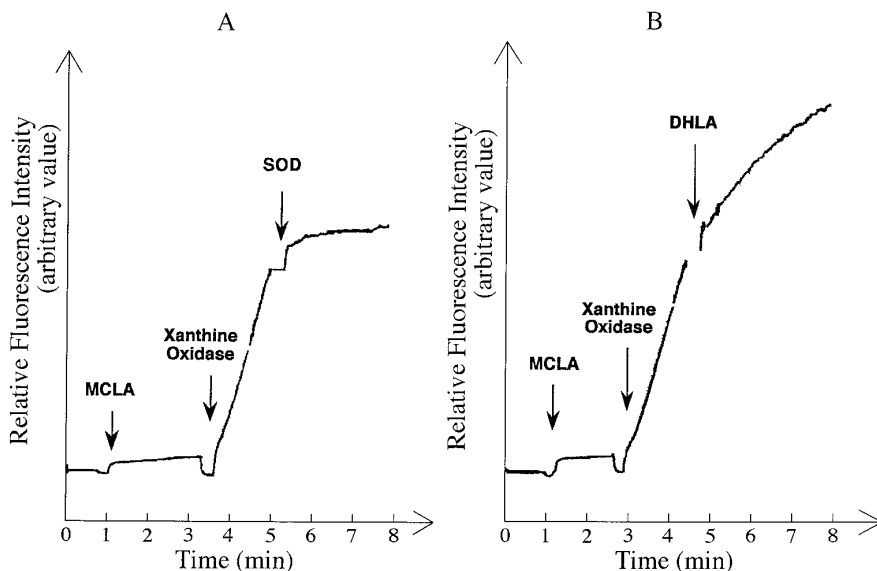 A
Relative Fluorescence Intensity
(arbitrary value)
SOD
Xanthine
Oxidase
MCLA
0 1 2 3 4 5 6 7 8
Time (min)
B
Relative Fluorescence Intensity
(arbitrary value)
DHLA
Xanthine
Oxidase
MCLA
0 1 2 3 4 5 6 7 8
Time (min)